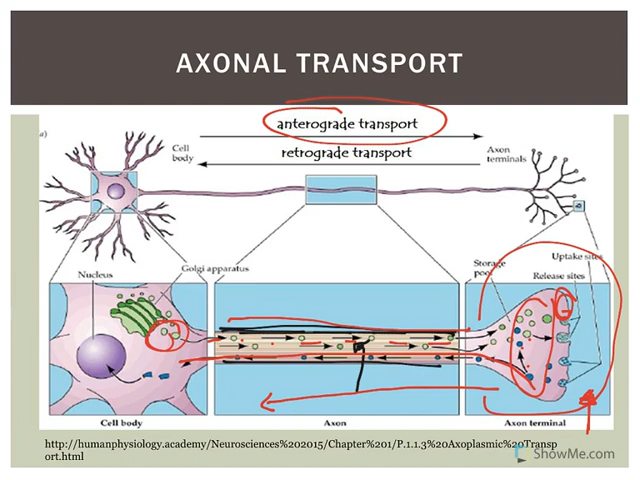 AXONAL TRANSPORT
a)
anterograde transport
retrograde transport
Cell
body
Axon
terminals
Nucleus
Golgi apparatus
Storage
pool
Uptake sites
Release sites
Cell body
Axon
Axon terminal
http://humanphysiology.academy/Neurosciences%202015/Chapter%201/P.1.1.3%20Axoplasmic%20Transp
ort.html
ShowMe.com